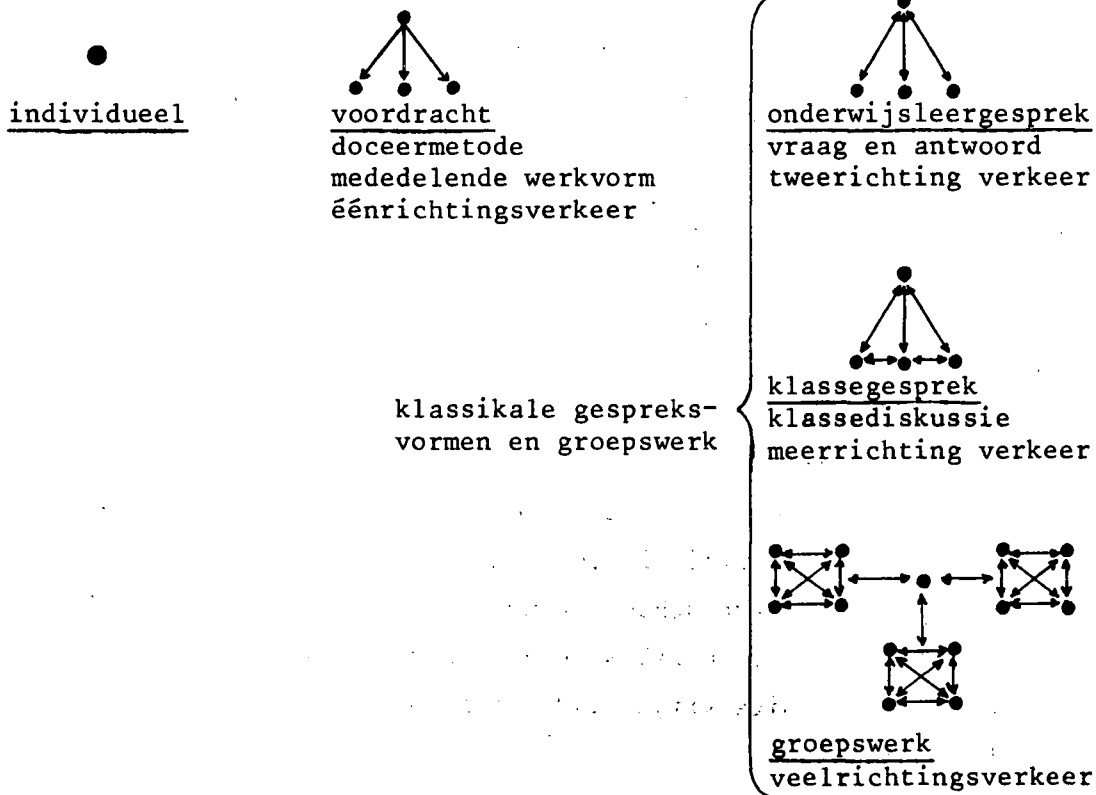 individueel
voordracht
doceermetode
mededelende werkvorm
éénrichtingsverkeer
klassikale gespreks-
vormen en groepswerk
onderwijsleergesprek
vraag en antwoord
tweerichting verkeer
klassegesprek
klassediskussie
meerrichting verkeer
groepswerk
veelrichtingsverkeer